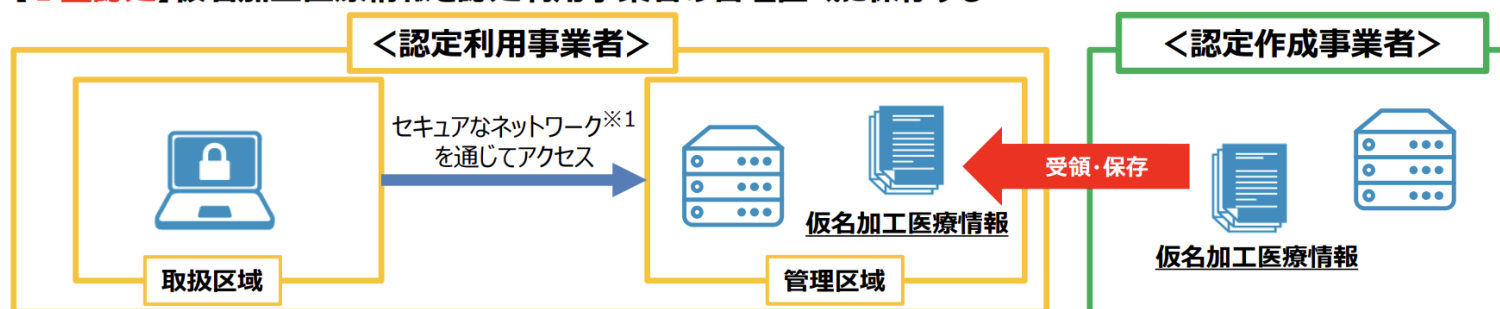 ＜認定利用事業者＞
＜認定作成事業者＞
セキュアなネットワーク※1
を通じてアクセス
受領・保存
仮名加工医療情報
仮名加工医療情報
取扱区域
管理区域